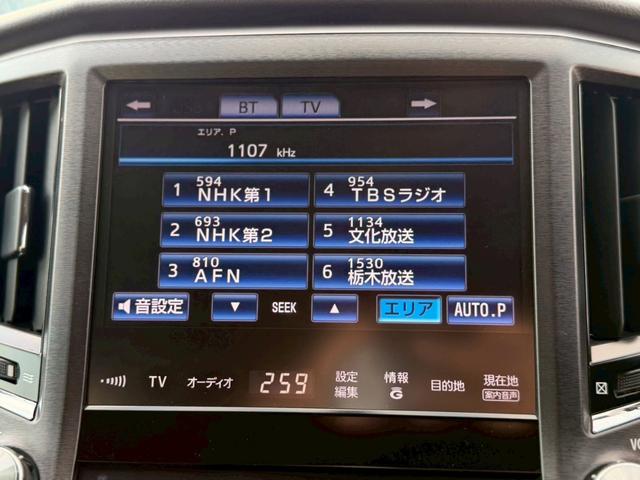 BT TV
エリア. P
1107 kHz
1 594 NHK第1
4 954 TBSラジオ
2 693 NHK第2
5 1134 文化放送
3 810 AFN
6 1530 栃木放送
音設定 ▼ SEEK ▲ エリア AUTO.P
TV オーディオ 2:59 設定編集 情報 G 目的地 現在地 案内音声